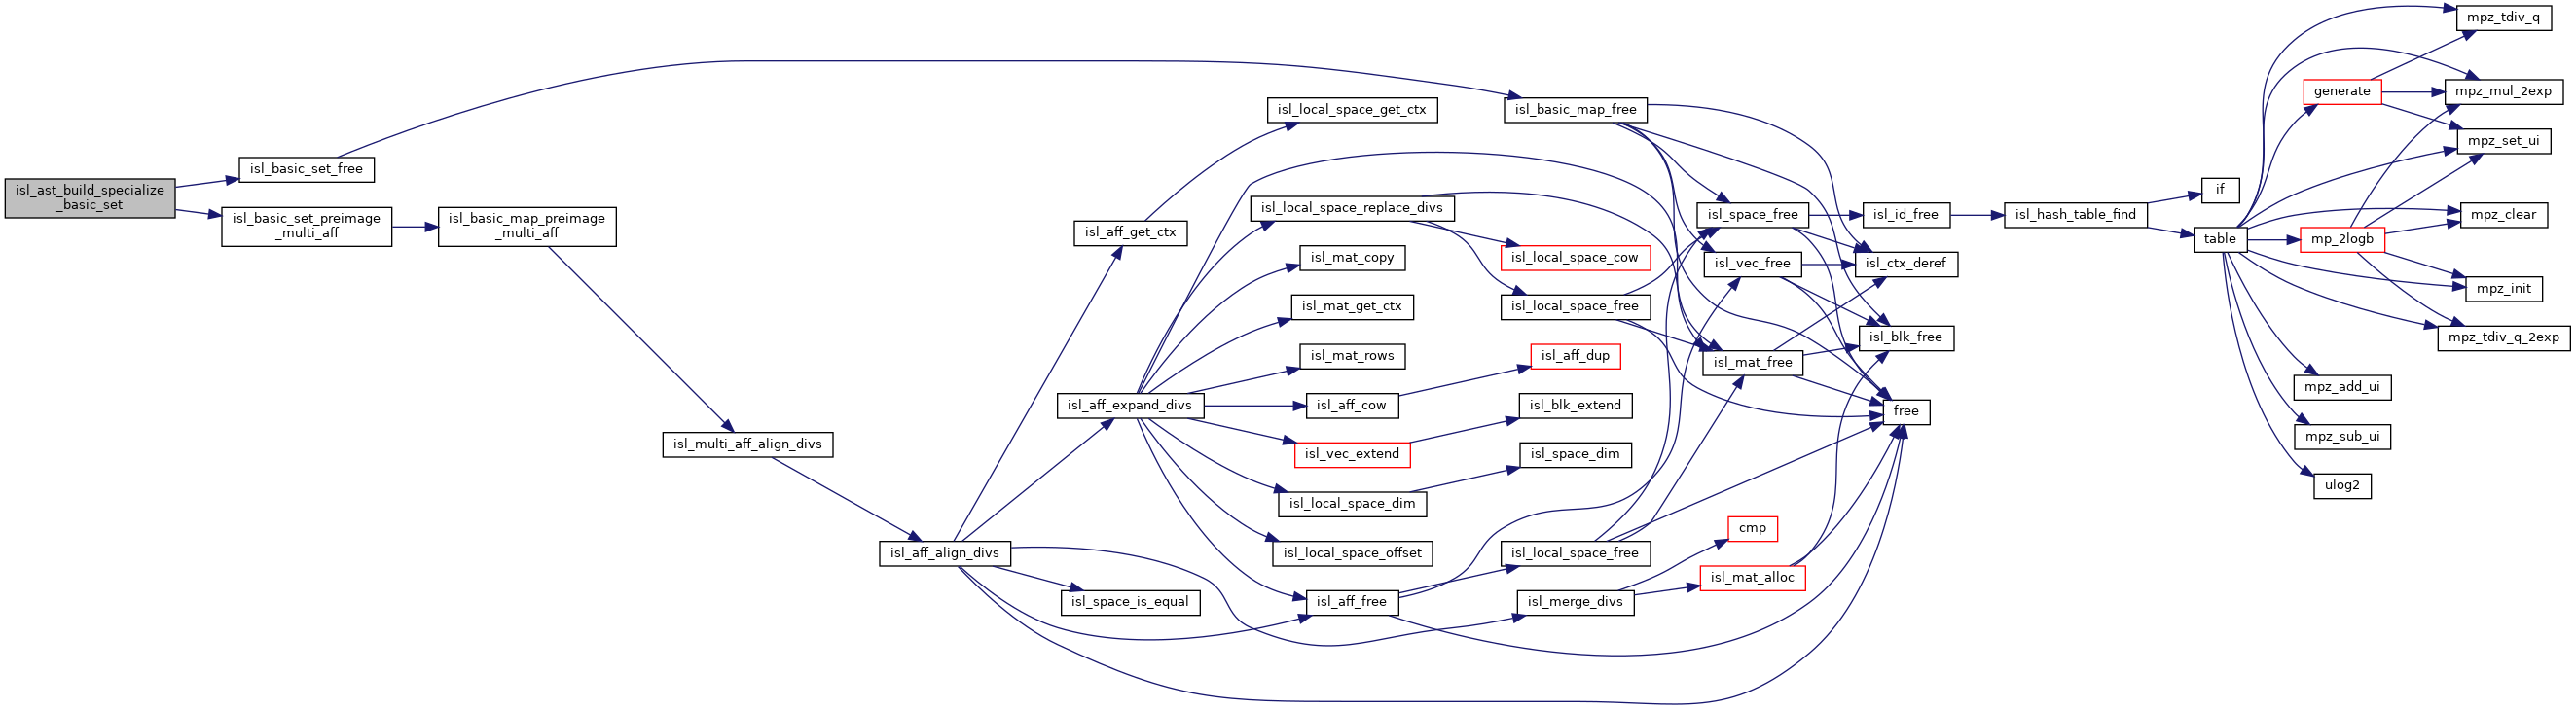 isl_ast_build_specialize
_basic_set
isl_basic_set_free
isl_basic_set_preimage
_multi_aff
isl_basic_map_preimage
_multi_aff
isl_multi_aff_align_divs
isl_aff_align_divs
isl_aff_get_ctx
isl_aff_expand_divs
isl_space_is_equal
isl_local_space_get_ctx
isl_local_space_replace_divs
isl_mat_copy
isl_mat_get_ctx
isl_mat_rows
isl_aff_cow
isl_vec_extend
isl_local_space_dim
isl_local_space_offset
isl_aff_free
isl_basic_map_free
isl_local_space_cow
isl_local_space_free
isl_aff_dup
isl_blk_extend
isl_space_dim
isl_local_space_free
isl_merge_divs
isl_space_free
isl_vec_free
isl_mat_free
cmp
isl_mat_alloc
isl_id_free
isl_ctx_deref
isl_blk_free
free
isl_hash_table_find
if
table
generate
mp_2logb
mpz_add_ui
mpz_sub_ui
ulog2
mpz_tdiv_q
mpz_mul_2exp
mpz_set_ui
mpz_clear
mpz_init
mpz_tdiv_q_2exp